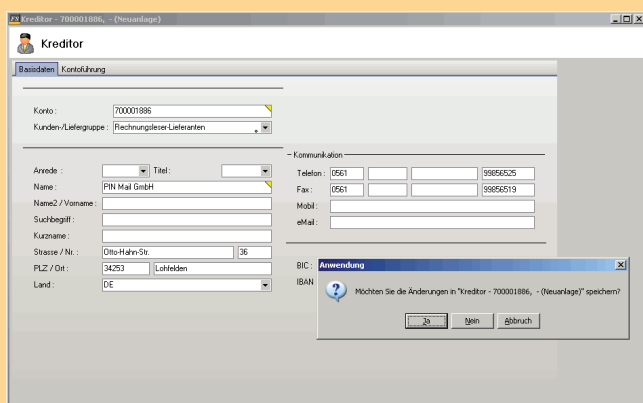 FS Kreditor - 700001886, - (Neuanlage)
Kreditor
Basisdaten Kontoführung
Konto : 700001886
Kunden-/Liefergruppe : Rechnungsleser-Lieferanten
Kommunikation
Anrede : Titel :
Telefon : 0561 99856525
Name : PIN Mail GmbH
Fax : 0561 99856519
Name2 / Vorname :
Mobil :
Suchbegriff :
eMail :
Kurzname :
Strasse / Nr. : Otto-Hahn-Str. 36
PLZ / Ort : 34253 Lohfelden
BIC :
Land : DE
IBAN
Anwendung
Möchten Sie die Änderungen in "Kreditor - 700001886, - (Neuanlage)" speichern?
Ja Nein Abbruch